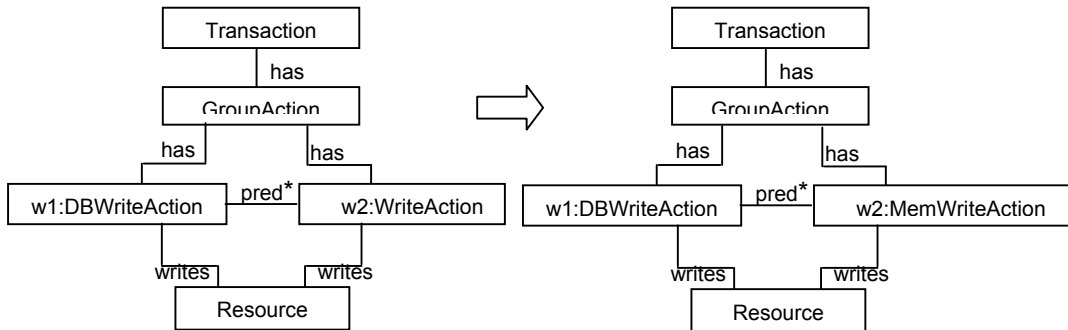 Transaction
has
GroupAction
has
has
w1:DBWriteAction
pred*
w2:WriteAction
writes
writes
Resource
Transaction
has
GroupAction
has
has
w1:DBWriteAction
pred*
w2:MemWriteAction
writes
writes
Resource